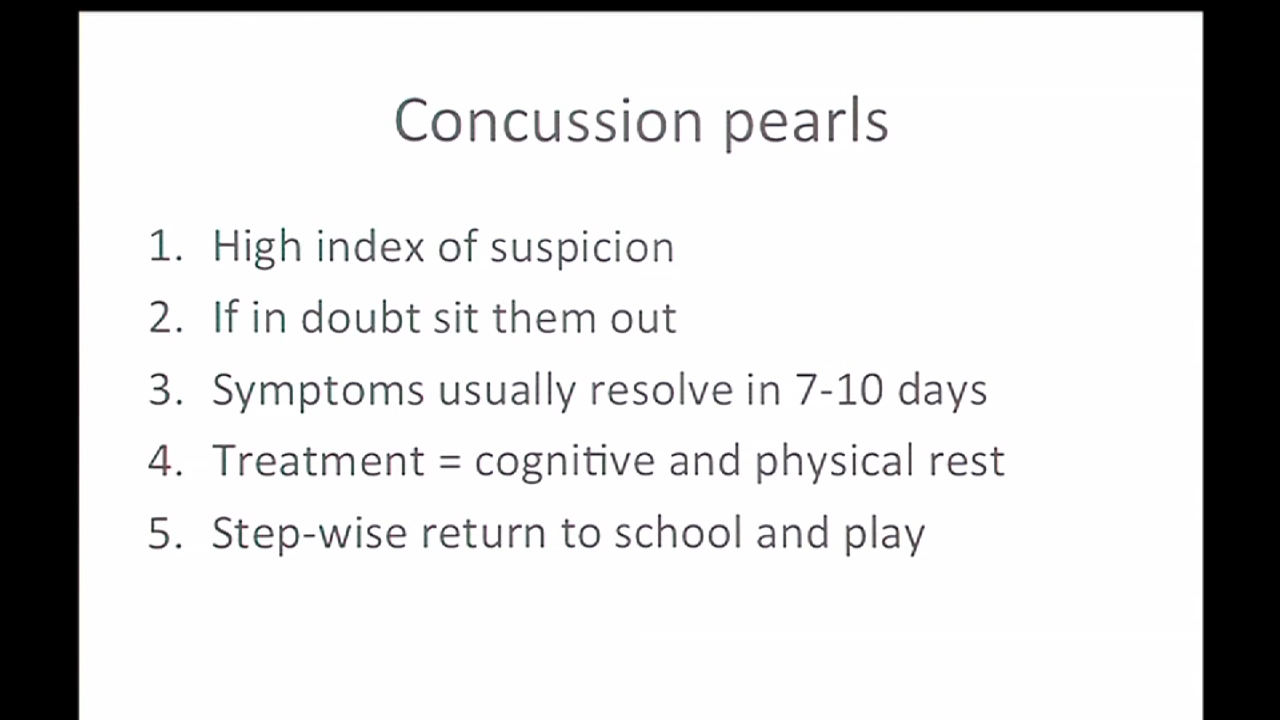 Concussion pearls
1. High index of suspicion
2. If in doubt sit them out
3. Symptoms usually resolve in 7-10 days
4. Treatment = cognitive and physical rest
5. Step-wise return to school and play